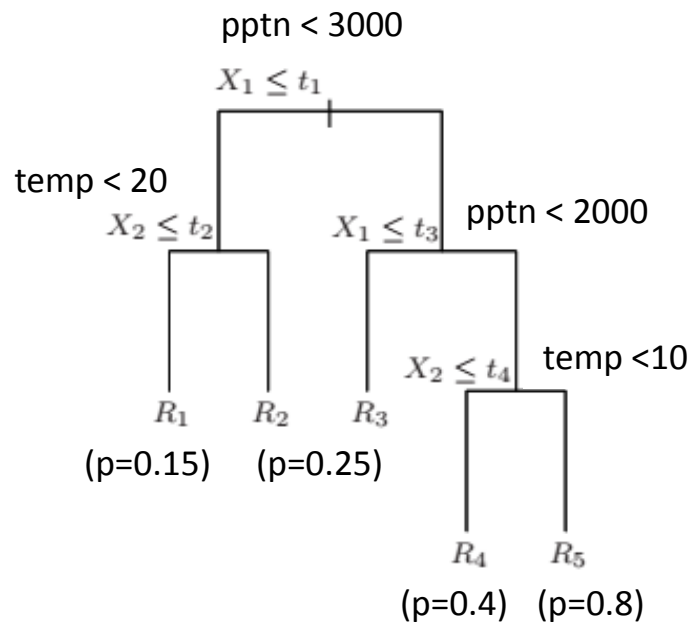 pptn < 3000
X₁ ≤ t₁
temp < 20
X₂ ≤ t₂
X₁ ≤ t₃
pptn < 2000
X₂ ≤ t₄
temp <10
R₁
R₂
R₃
(p=0.15)
(p=0.25)
R₄
R₅
(p=0.4)
(p=0.8)